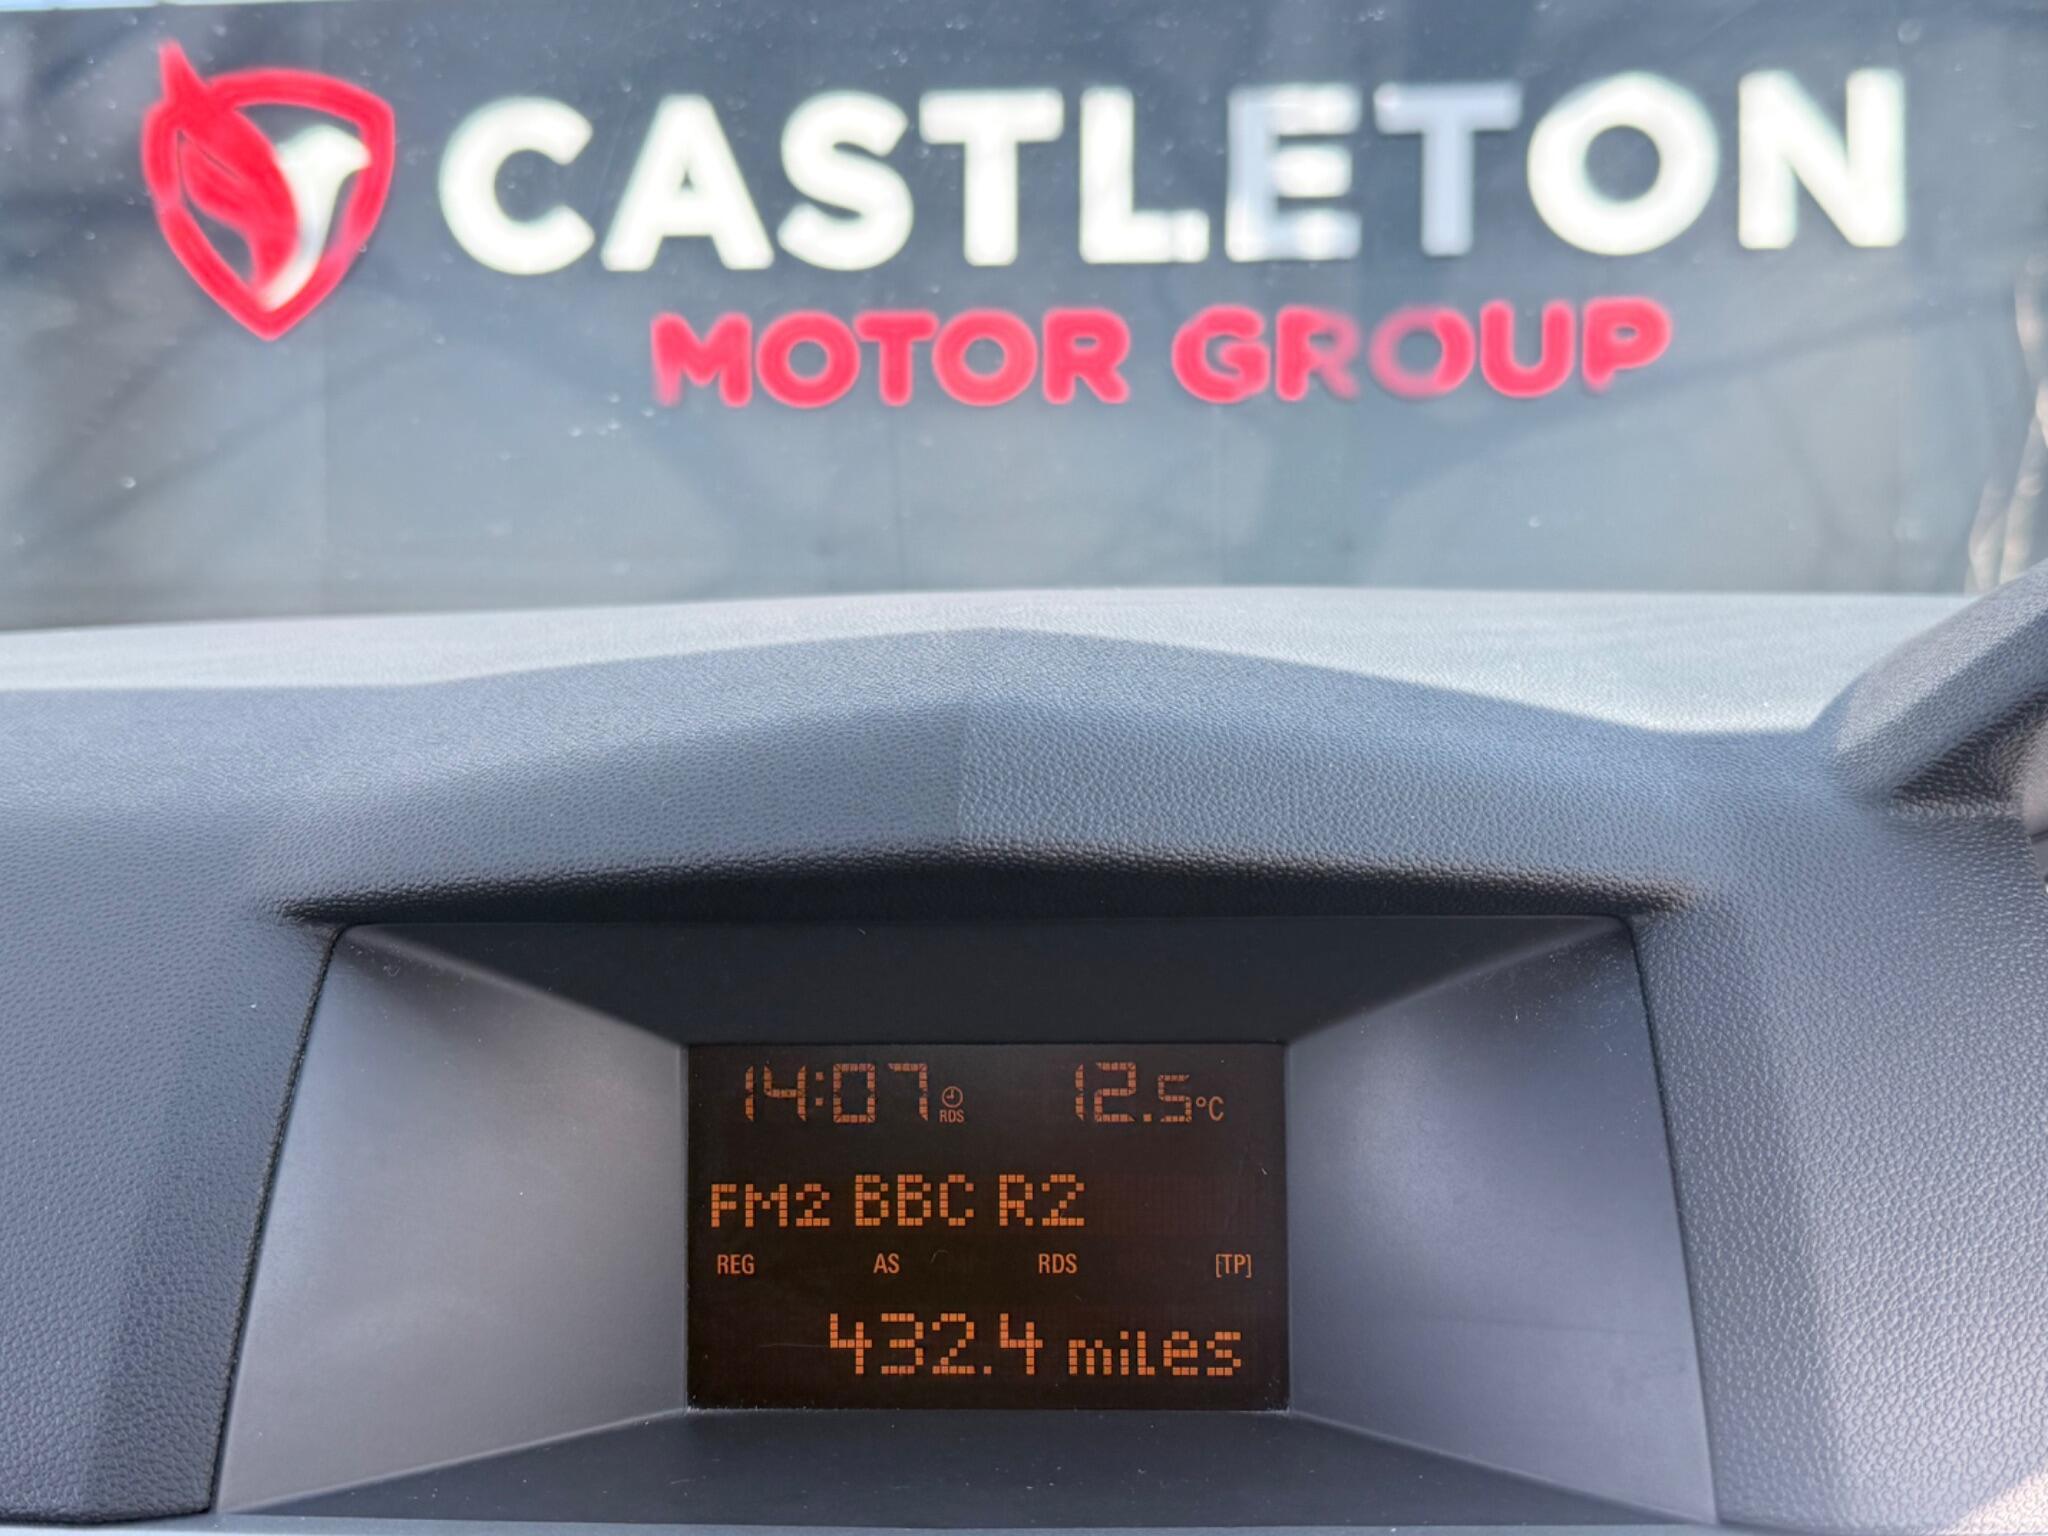 CASTLETON
MOTOR GROUP
14:07 RDS 12.5°C
FM2 BBC R2
REG AS RDS [TP]
432.4 miles